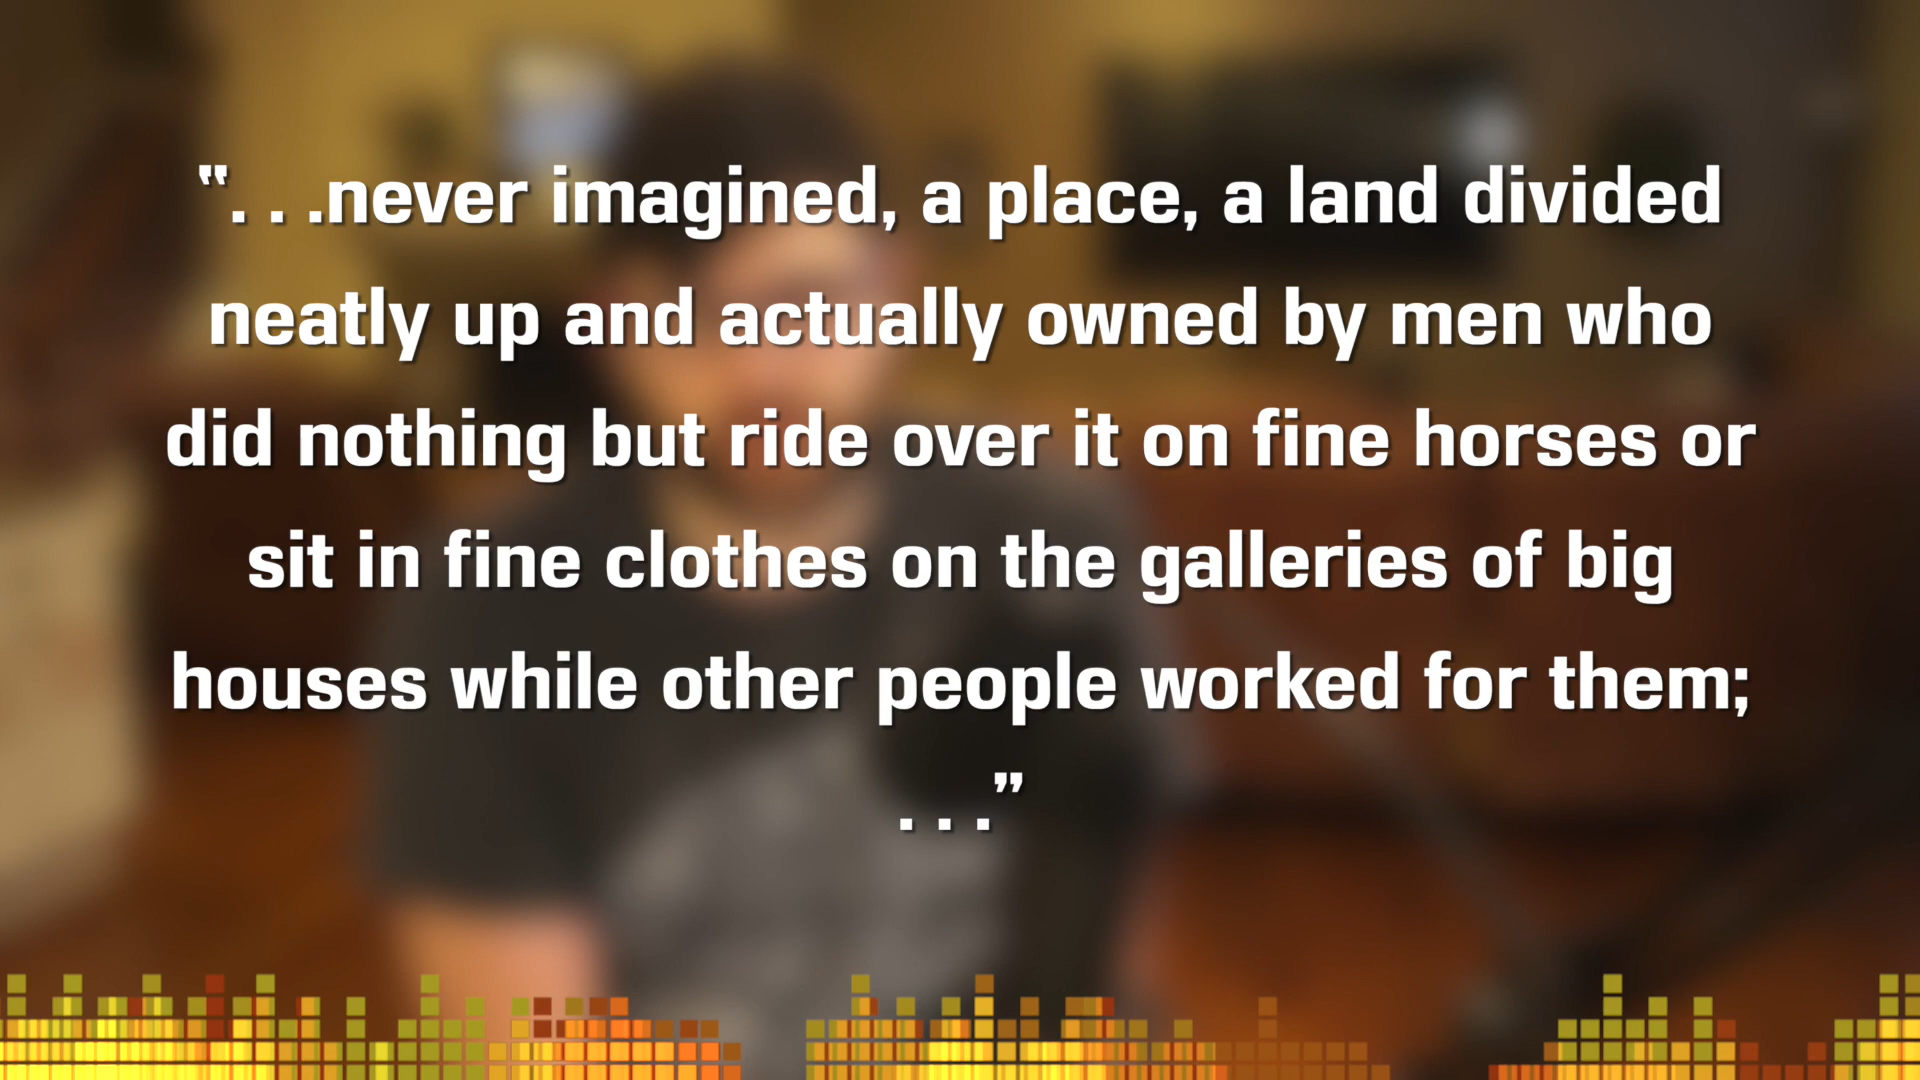 “. . .never imagined, a place, a land divided
neatly up and actually owned by men who
did nothing but ride over it on fine horses or
sit in fine clothes on the galleries of big
houses while other people worked for them;
. . .”